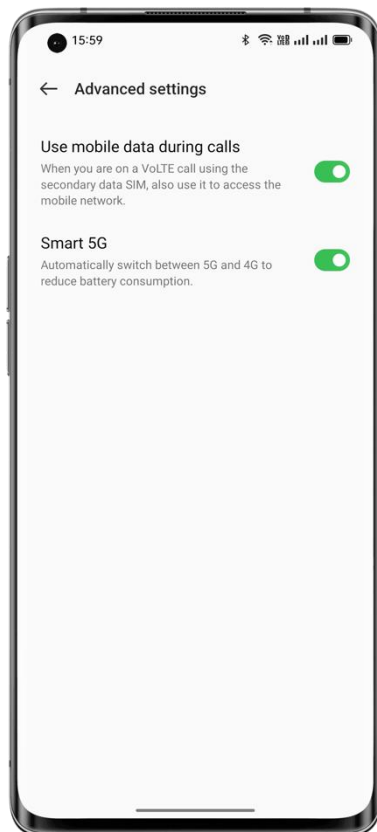 15:59
Advanced settings
Use mobile data during calls
When you are on a VoLTE call using the
secondary data SIM, also use it to access the
mobile network.
Smart 5G
Automatically switch between 5G and 4G to
reduce battery consumption.